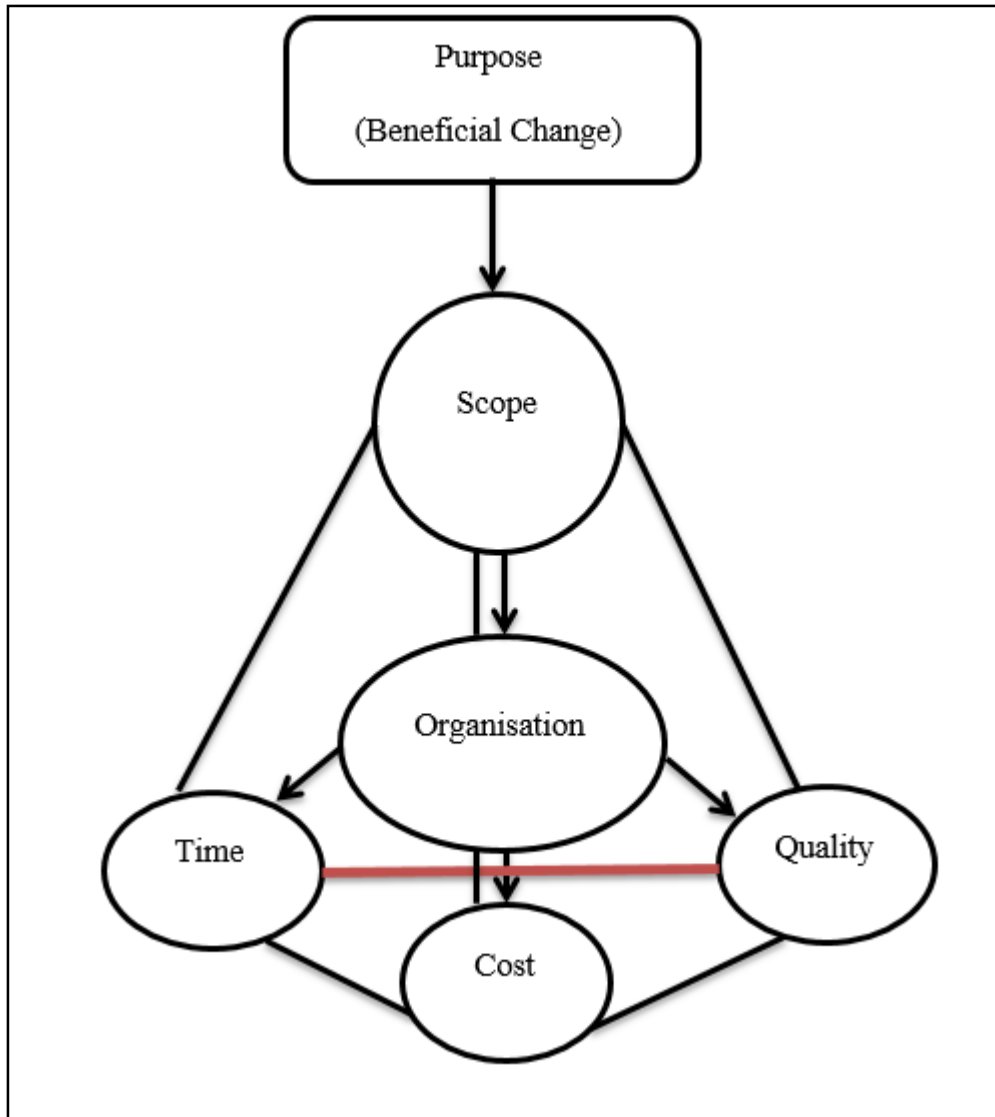 Purpose
(Beneficial Change)
Scope
Organisation
Time
Quality
Cost